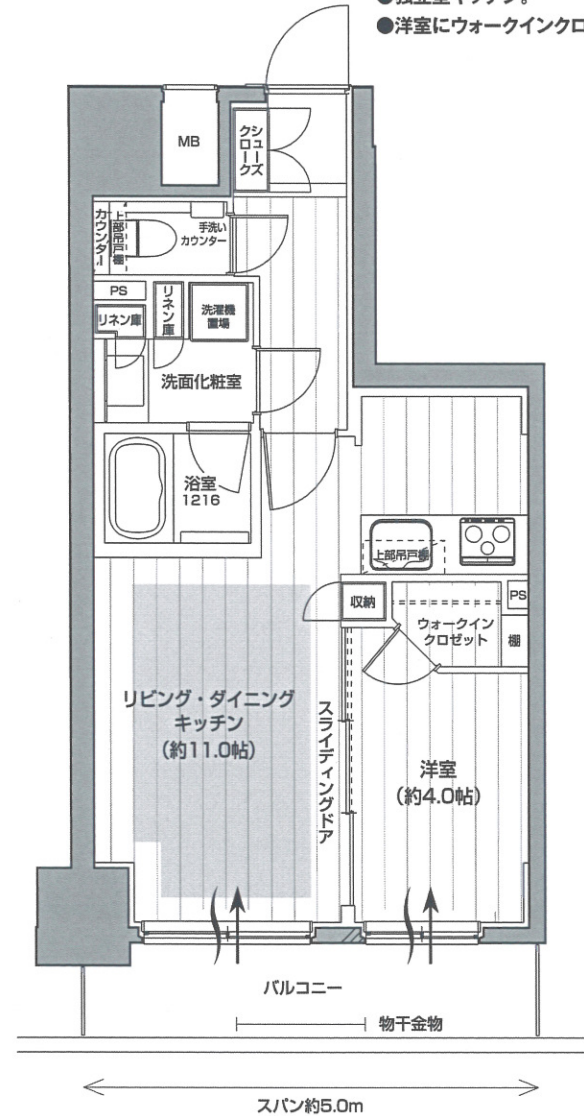 ●洋室にウォークインクロ
MB
シューズ
クローク
カウンター
上部吊戸棚
手洗い
カウンター
PS
リネン庫
リネン庫
洗濯機
置場
洗面化粧室
浴室
1216
上部吊戸棚
収納
ウォークイン
クロゼット
PS
棚
リビング・ダイニング
キッチン
(約11.0帖)
スライディングドア
洋室
(約4.0帖)
バルコニー
物干金物
スパン約5.0m